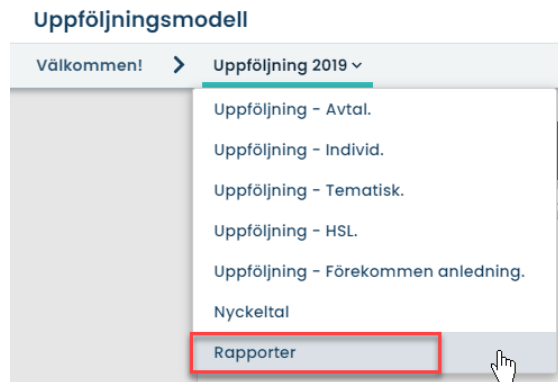 Uppföljningsmodell
Välkommen! Uppföljning 2019
Uppföljning - Avtal.
Uppföljning - Individ.
Uppföljning - Tematisk.
Uppföljning - HSL.
Uppföljning - Förekommen anledning.
Nyckeltal
Rapporter